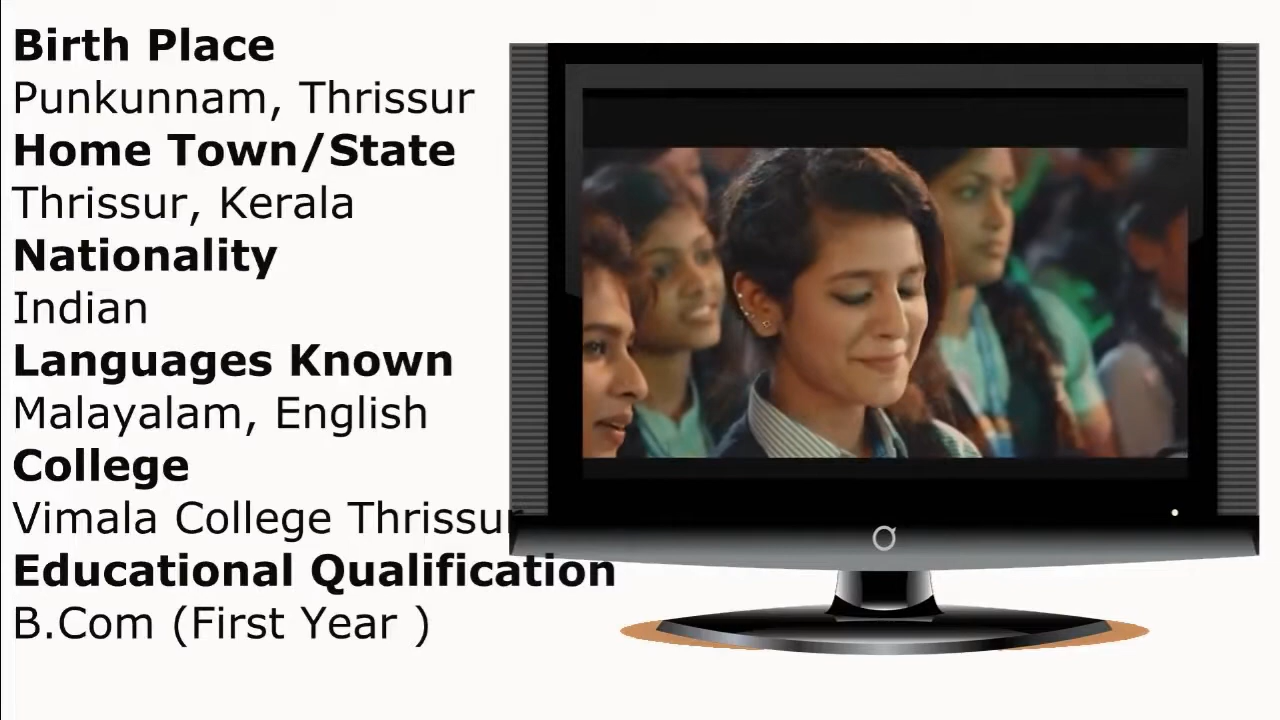 Birth Place
Punkunnam, Thrissur
Home Town/State
Thrissur, Kerala
Nationality
Indian
Languages Known
Malayalam, English
College
Vimala College Thrissur
Educational Qualification
B.Com (First Year )